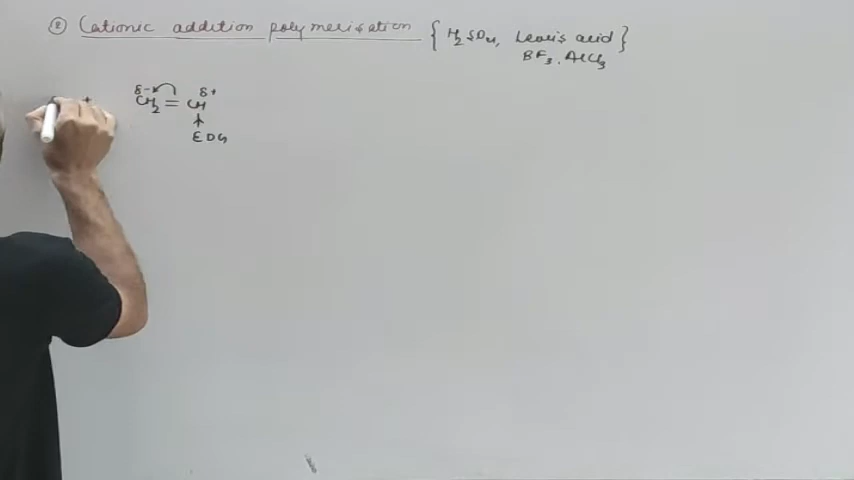 ② Cationic addition polymerisation { H2SO4, Lewis acid }
BF3, AlCl3
δ- δ+
CH2 = CH
EDG
+